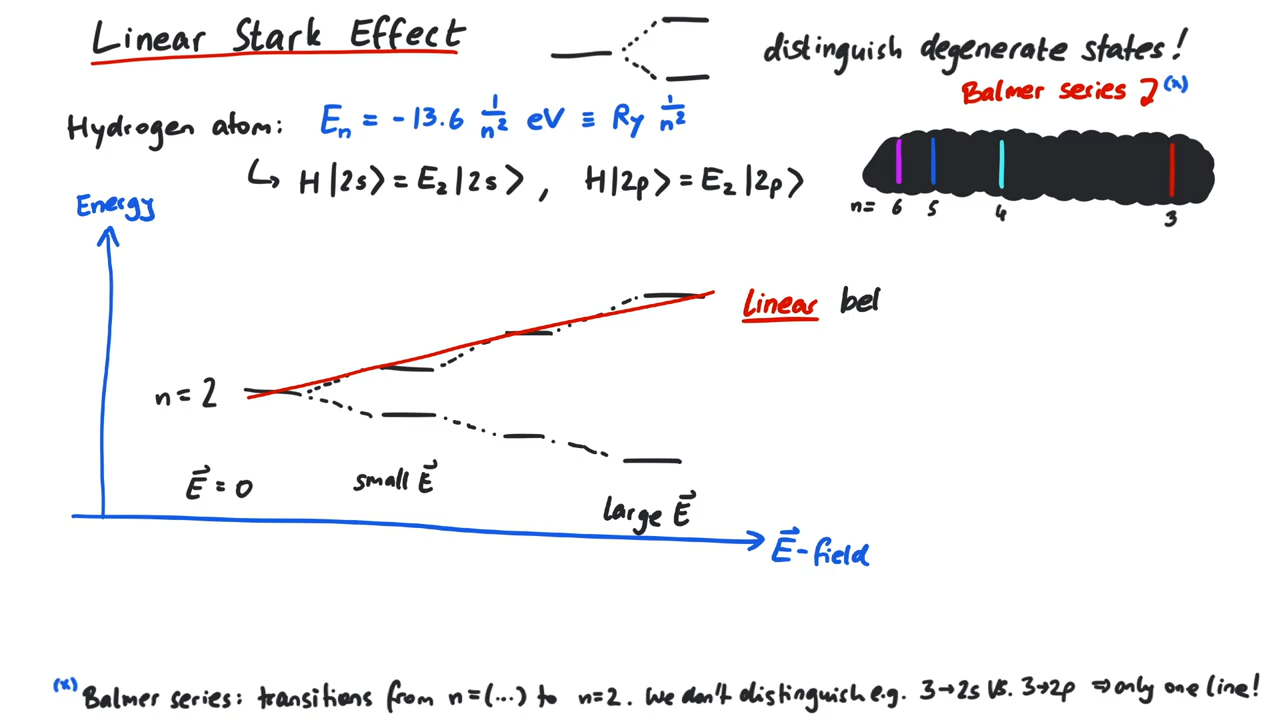 Linear Stark Effect
distinguish degenerate states!
Balmer series (x)
Hydrogen atom: Eₙ = -13.6 1/n² eV ≡ Ry 1/n²
↳ H|2s⟩ = E₂|2s⟩, H|2p⟩ = E₂|2p⟩
n= 6 5 4 3
Energy
Linear bel
n = 2
E⃗ = 0
small E⃗
large E⃗
E⃗-field
(x) Balmer series: transitions from n=(...) to n=2. We don't distinguish e.g. 3→2s vs. 3→2p ⇒ only one line!